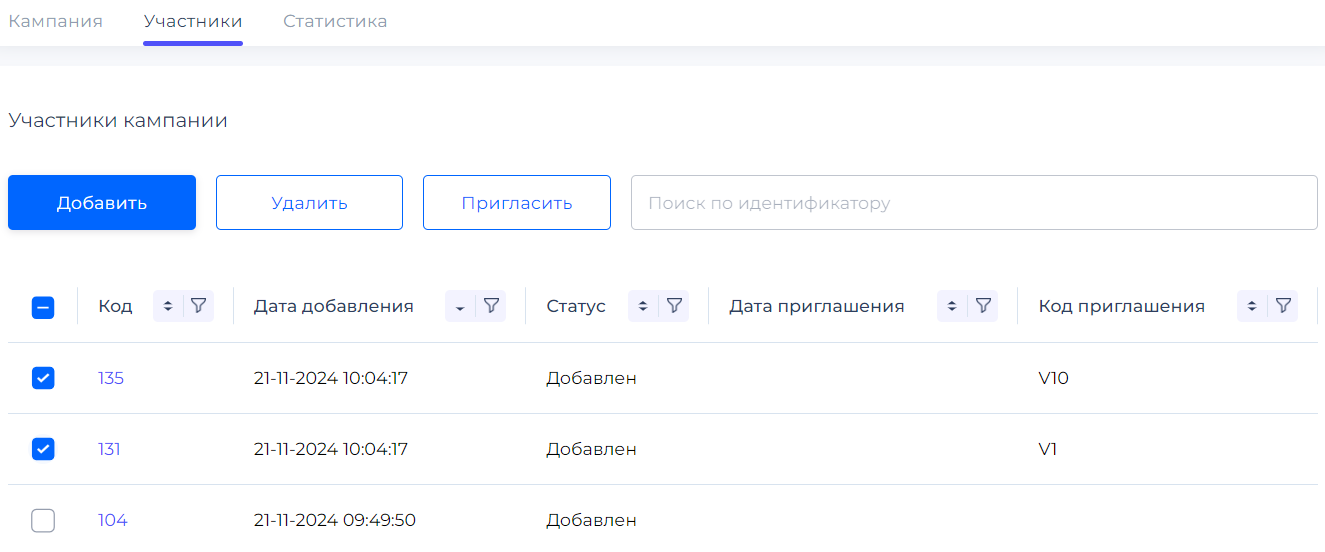 Кампания Участники Статистика
Участники кампании
Добавить Удалить Пригласить Поиск по идентификатору
Код Дата добавления Статус Дата приглашения Код приглашения
135 21-11-2024 10:04:17 Добавлен V10
131 21-11-2024 10:04:17 Добавлен V1
104 21-11-2024 09:49:50 Добавлен